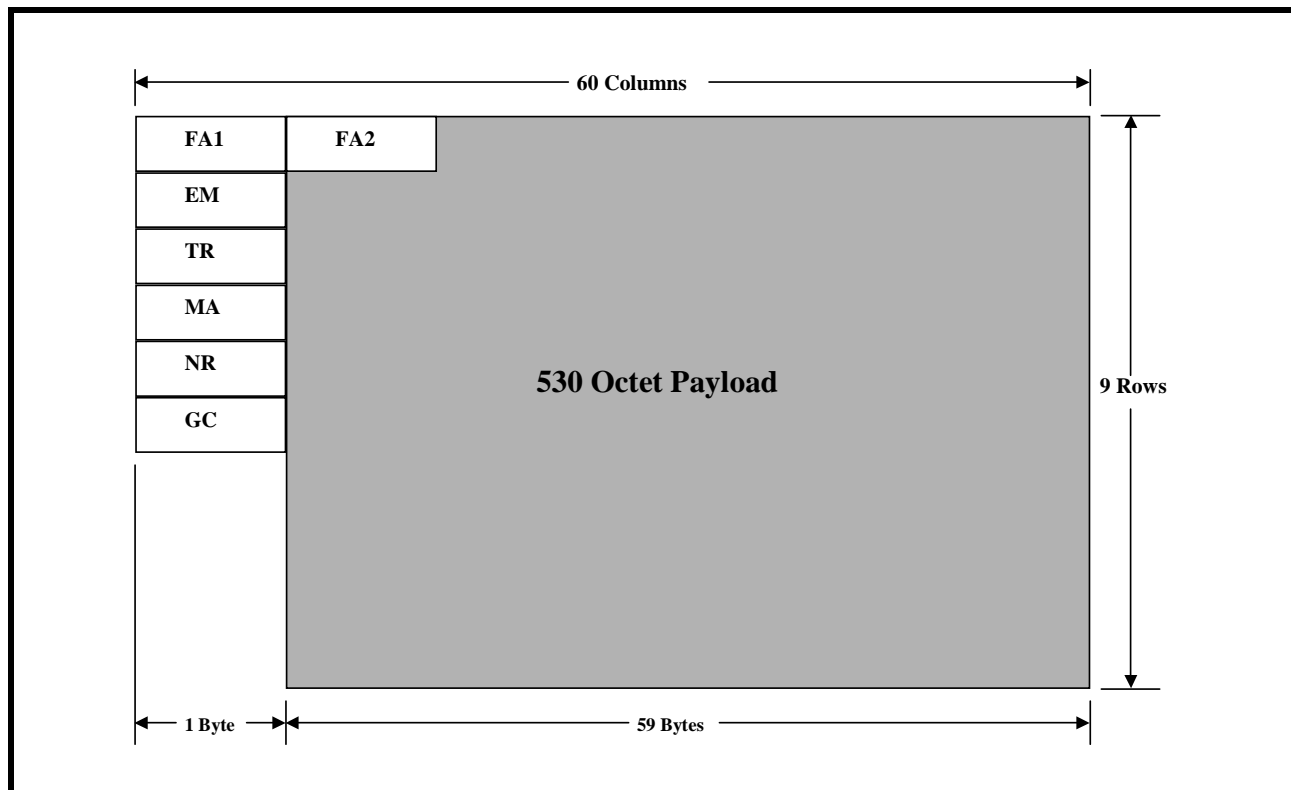 60 Columns
FA1
FA2
EM
TR
MA
NR
GC
530 Octet Payload
9 Rows
1 Byte
59 Bytes